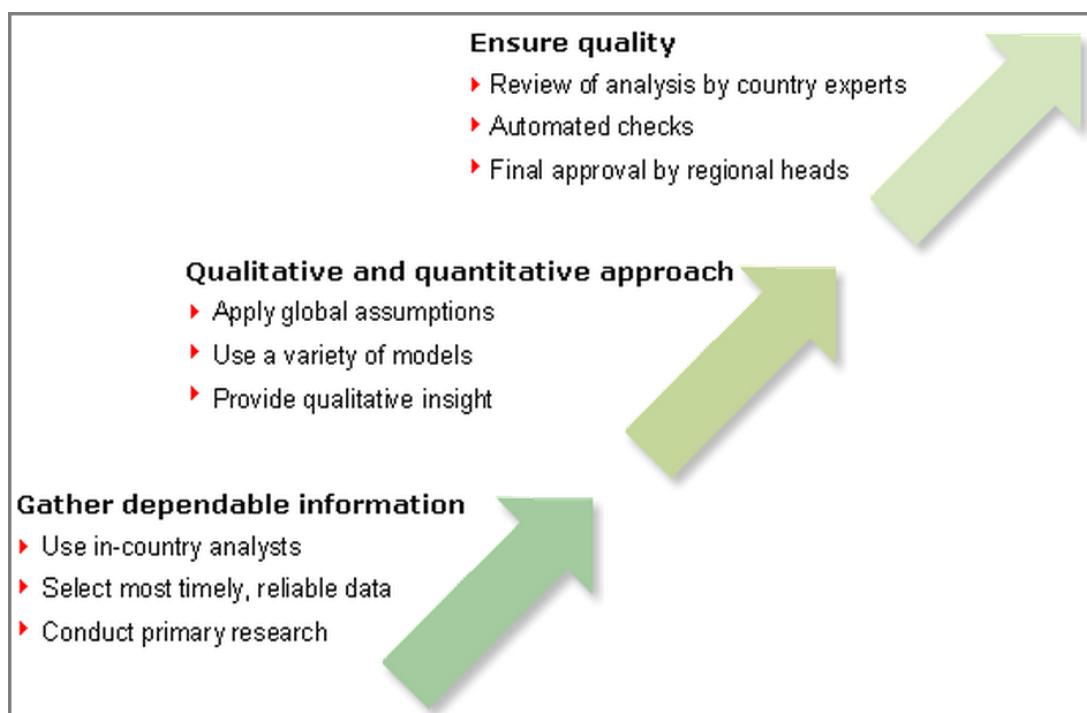 Ensure quality
Review of analysis by country experts
Automated checks
Final approval by regional heads
Qualitative and quantitative approach
Apply global assumptions
Use a variety of models
Provide qualitative insight
Gather dependable information
Use in-country analysts
Select most timely, reliable data
Conduct primary research